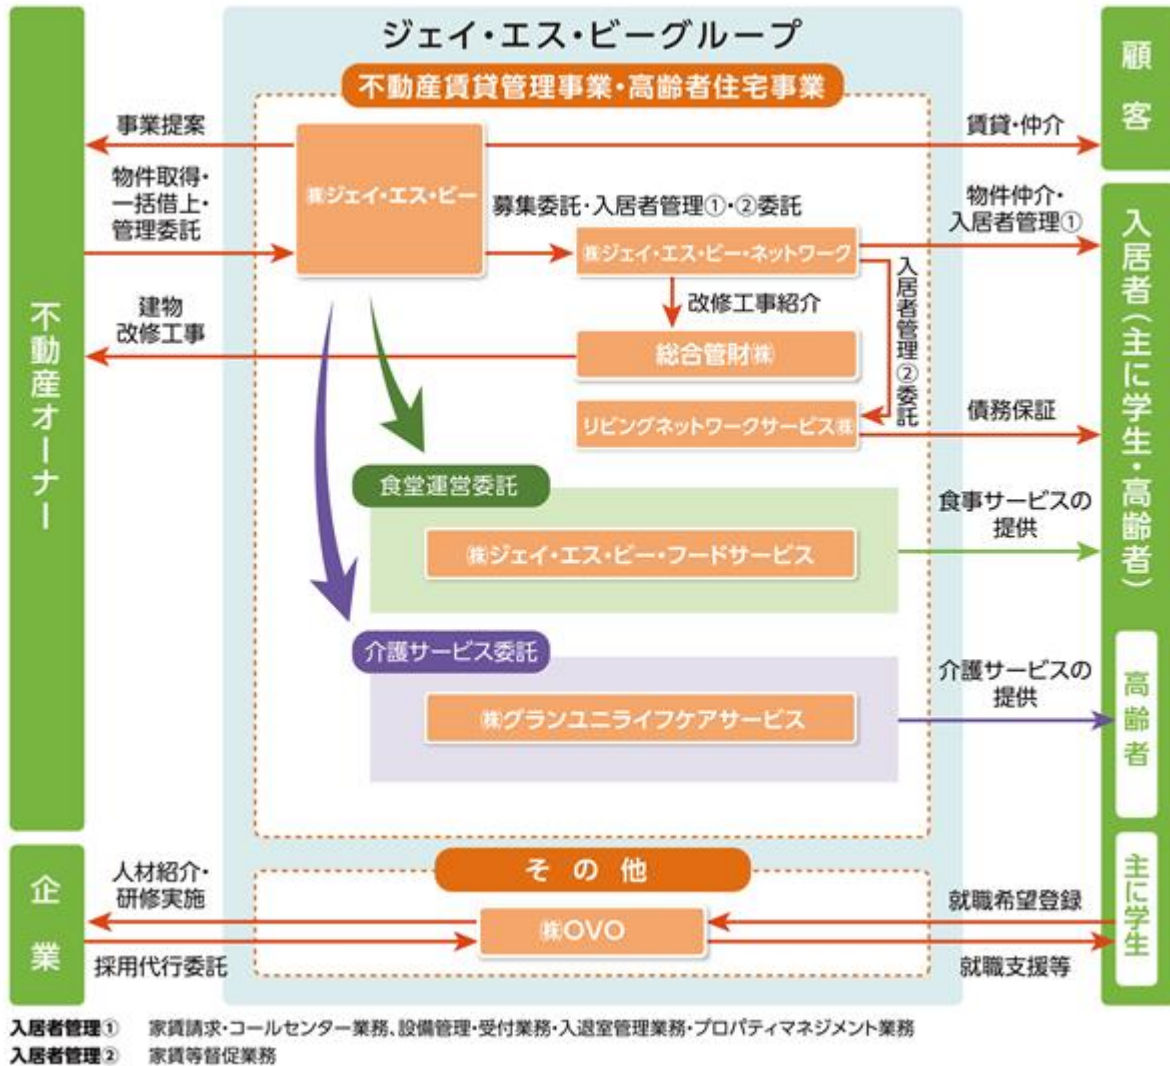 ジェイ・エス・ビーグループ
不動産賃貸管理事業・高齢者住宅事業
顧客
事業提案
賃貸・仲介
物件取得・
一括借上・
管理委託
㈱ジェイ・エス・ビー
募集委託・入居者管理①・②委託
物件仲介・
入居者管理①
㈱ジェイ・エス・ビー・ネットワーク
入居者(主に学生・高齢者)
不動産オーナー
建物
改修工事
改修工事紹介
入居者管理②委託
総合管財㈱
リビングネットワークサービス㈱
債務保証
食堂運営委託
㈱ジェイ・エス・ビー・フードサービス
食事サービスの
提供
介護サービス委託
㈱グランユニライフケアサービス
介護サービスの
提供
高齢者
その他
企業
人材紹介・
研修実施
㈱OVO
就職希望登録
主に学生
採用代行委託
就職支援等
入居者管理① 家賃請求・コールセンター業務、設備管理・受付業務・入退室管理業務・プロパティマネジメント業務
入居者管理② 家賃等督促業務